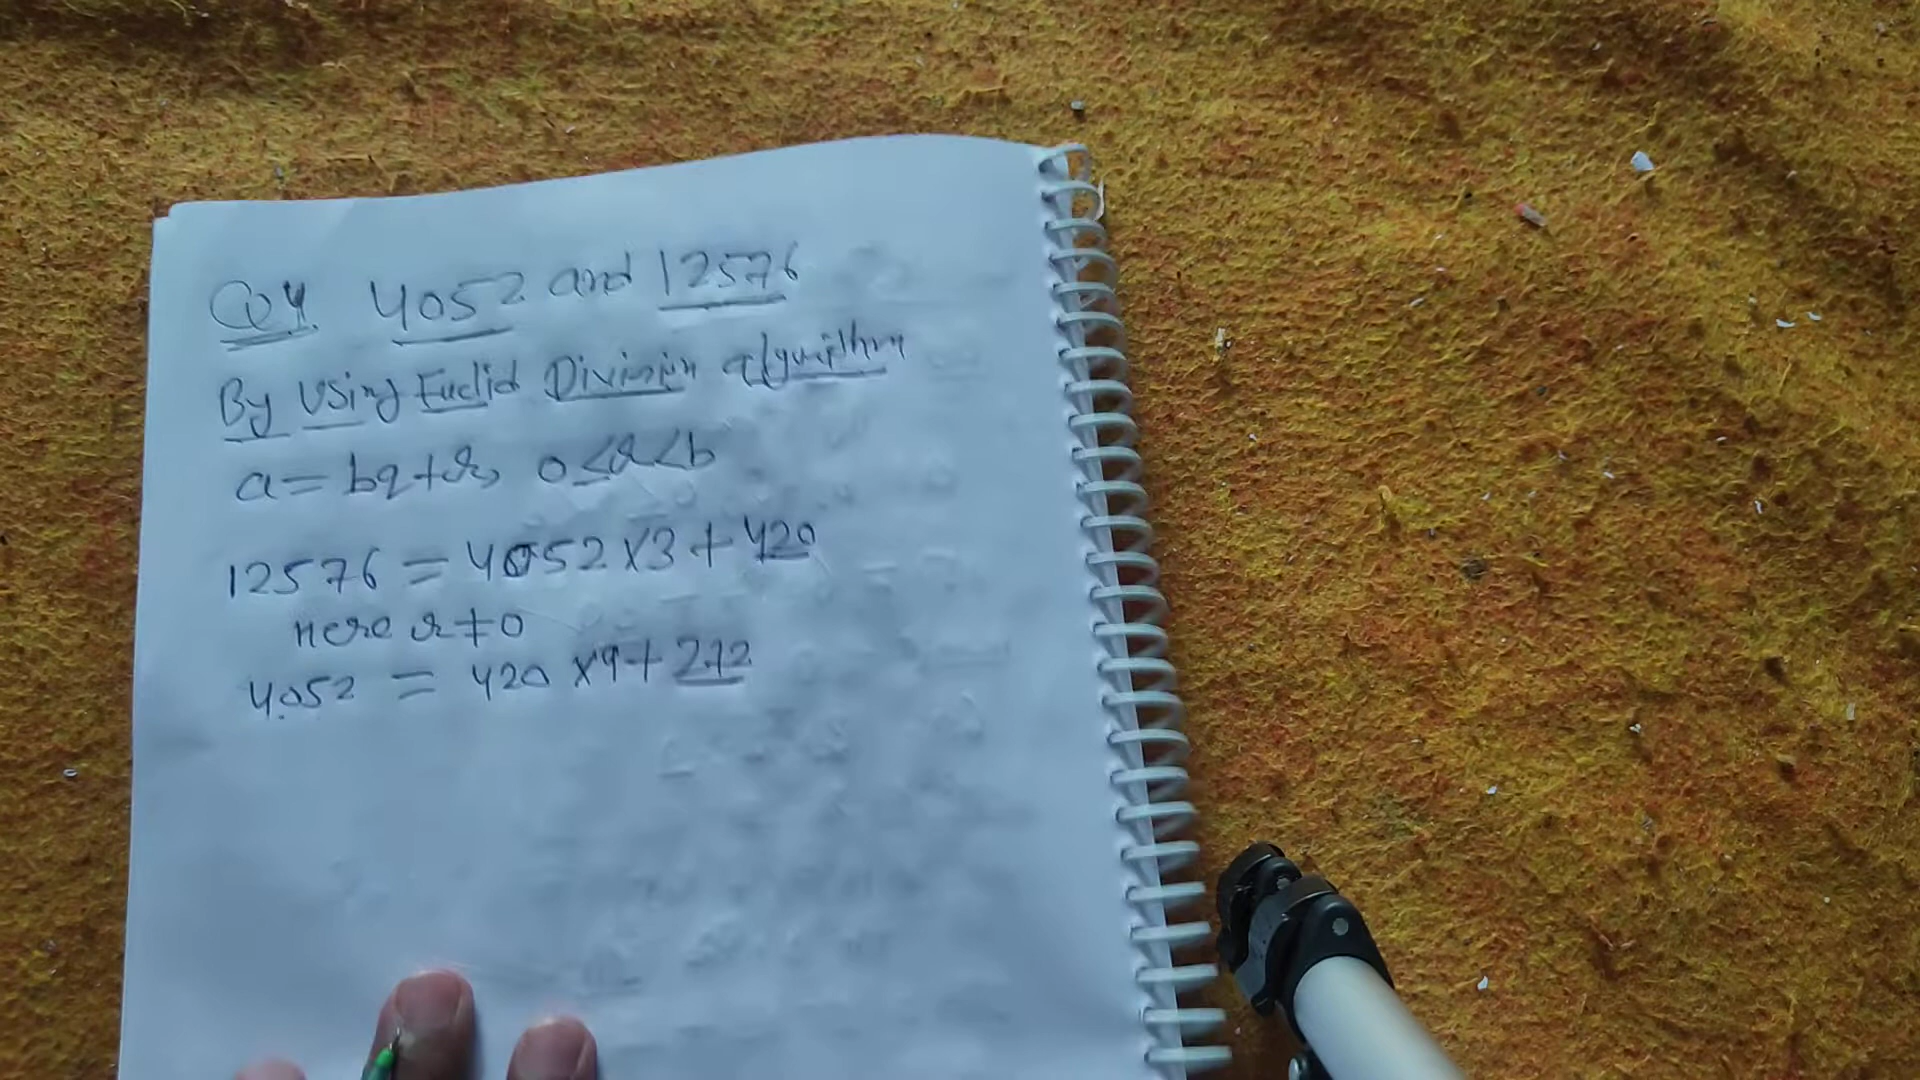 Q4 4052 and 12576
By Using Euclid Division algorithm
a = bq + r, 0 ≤ r < b
12576 = 4052 × 3 + 420
Here r ≠ 0
4052 = 420 × 9 + 272